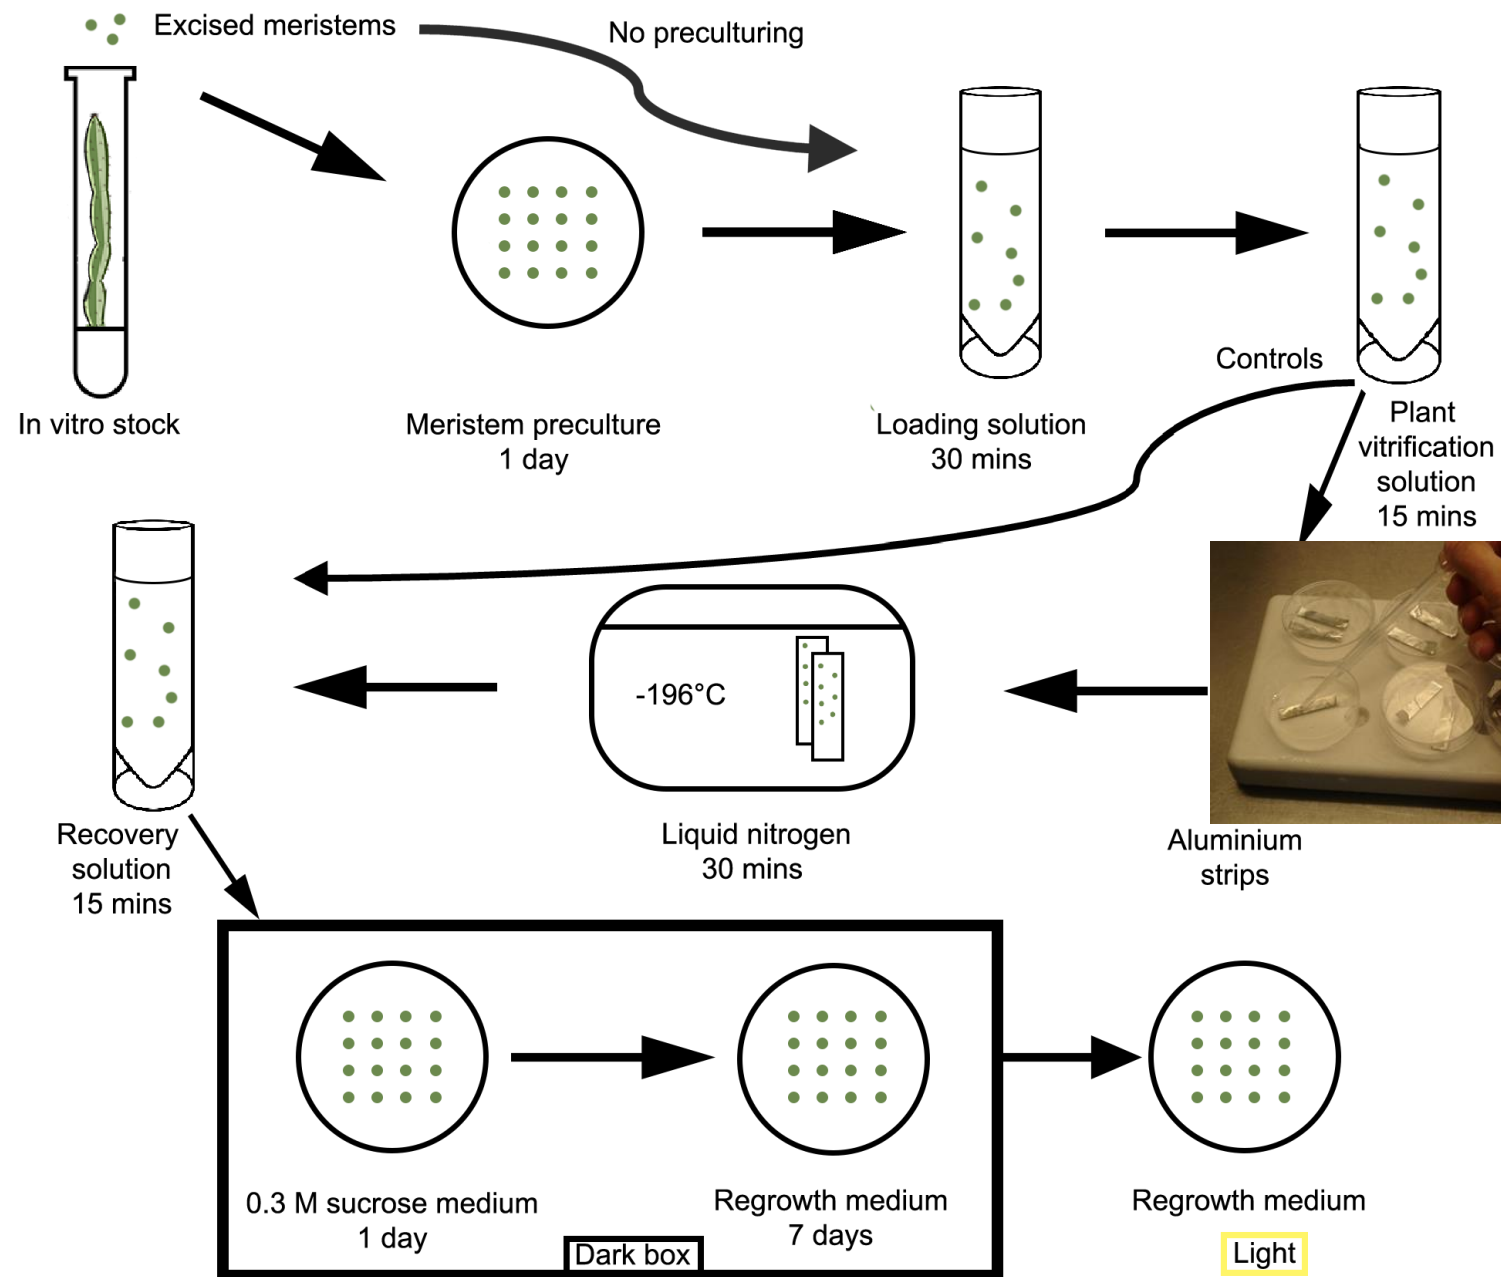 Excised meristems
No preculturing
In vitro stock
Meristem preculture
1 day
Loading solution
30 mins
Controls
Plant
vitrification
solution
15 mins
-196°C
Recovery
solution
15 mins
Liquid nitrogen
30 mins
Aluminium
strips
0.3 M sucrose medium
1 day
Regrowth medium
7 days
Dark box
Regrowth medium
Light